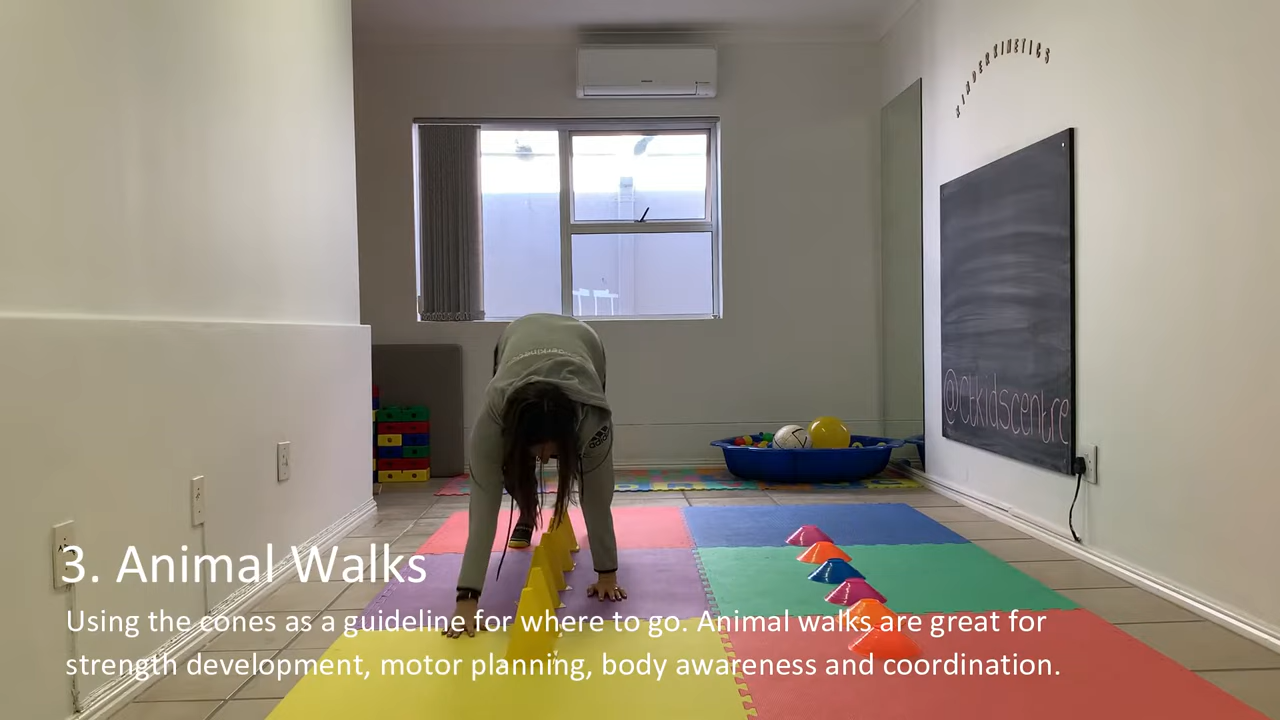 KINDERKINETICS
@ctkidscentre
3. Animal Walks
Using the cones as a guideline for where to go. Animal walks are great for
strength development, motor planning, body awareness and coordination.